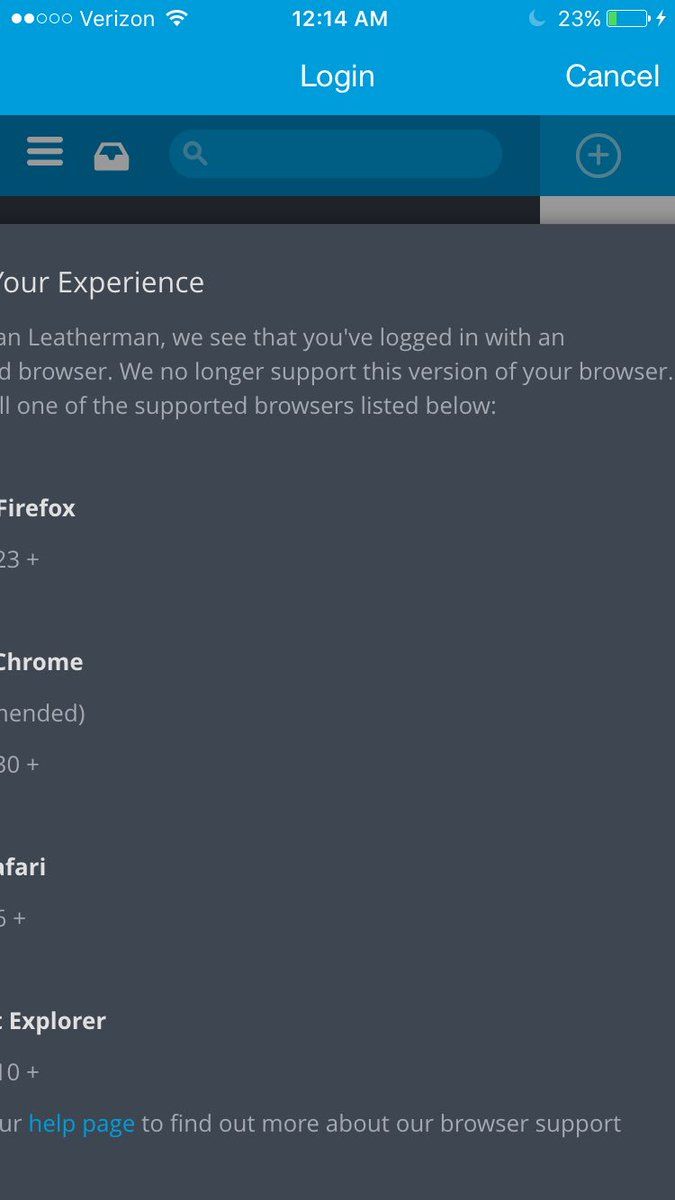 Verizon 12:14 AM 23%
Login Cancel
Your Experience
an Leatherman, we see that you've logged in with an
d browser. We no longer support this version of your browser.
ll one of the supported browsers listed below:
Firefox
23 +
Chrome
mended)
30 +
afari
6 +
t Explorer
10 +
ur help page to find out more about our browser support